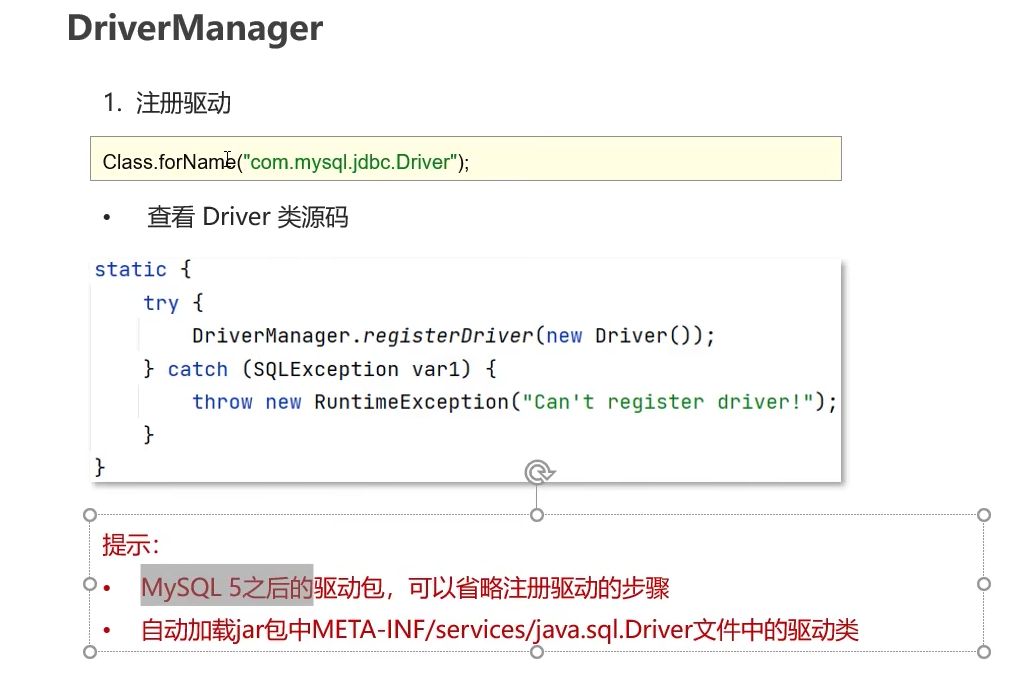 DriverManager
1. 注册驱动
Class.forName("com.mysql.jdbc.Driver");
• 查看 Driver 类源码
static {
try {
DriverManager.registerDriver(new Driver());
} catch (SQLException var1) {
throw new RuntimeException("Can't register driver!");
}
}
提示：
• MySQL 5之后的驱动包，可以省略注册驱动的步骤
• 自动加载jar包中META-INF/services/java.sql.Driver文件中的驱动类